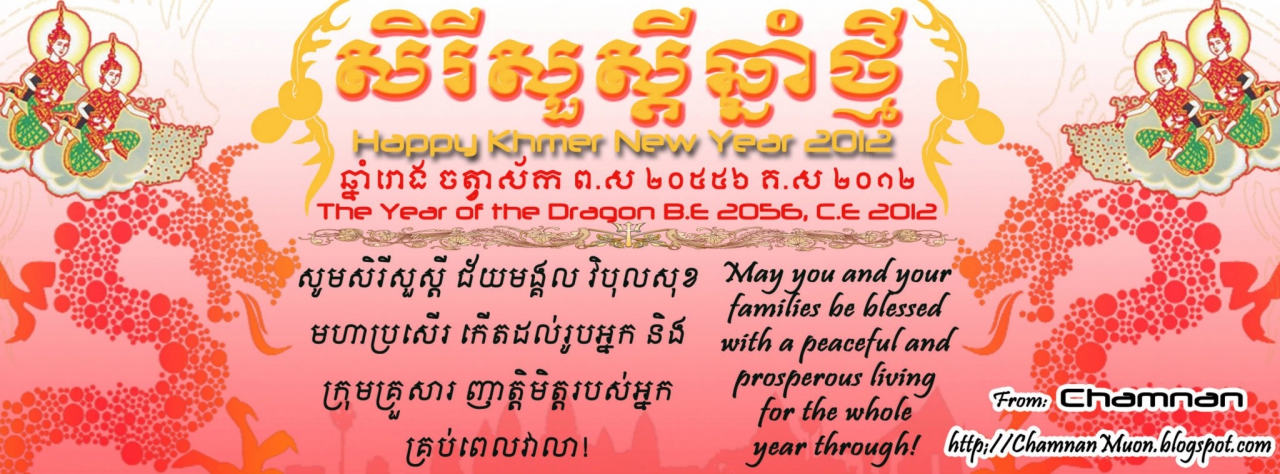 សិរីសួស្តីឆ្នាំថ្មី
Happy Khmer New Year 2012
ឆ្នាំរោង ចត្វាស័ក ព.ស ២០៥៥៦ គ.ស ២០១២
The Year of the Dragon B.E 2056, C.E 2012
សូមសិរីសួស្តី ជ័យមង្គល វិបុលសុខ
មហាប្រសើរ កើតដល់រូបអ្នក និង
ក្រុមគ្រួសារ ញាត្តិមិត្តរបស់អ្នក
គ្រប់ពេលវាលា!
May you and your
families be blessed
with a peaceful and
prosperous living
for the whole
year through!
From: Chamnan
http://ChamnanMuon.blogspot.com